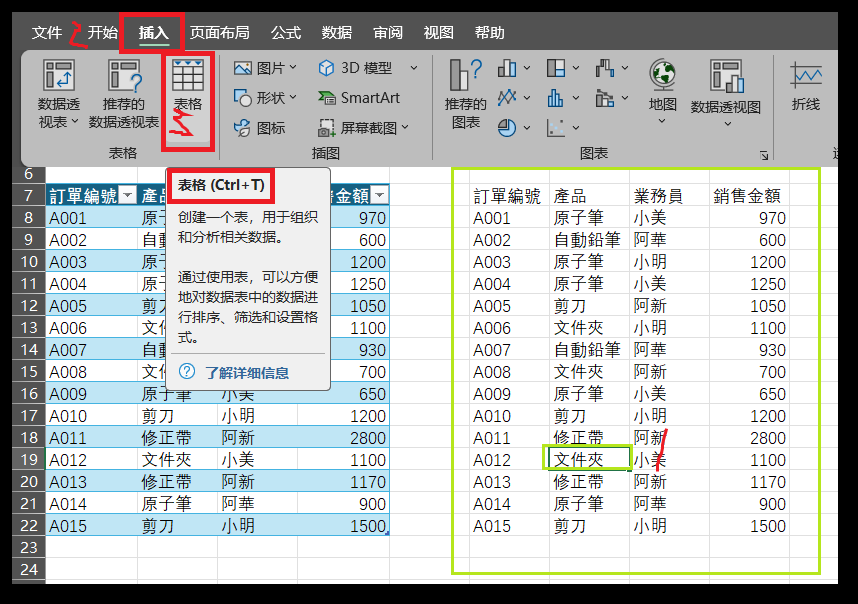 文件 开始 插入 页面布局 公式 数据 审阅 视图 帮助
2
数据透
视表
推荐的
数据透视表
表格
3
表格
图片
形状
图标
3D 模型
SmartArt
屏幕截图
插图
推荐的
图表
地图
数据透视图
图表
折线
表格 (Ctrl+T)
创建一个表，用于组织
和分析相关数据。
通过使用表，可以方便
地对数据表中的数据进
行排序、筛选和设置格
式。
了解详细信息
6
7 訂單編號 產品 金額 訂單編號 產品 業務員 銷售金額
8 A001 原子 970 A001 原子筆 小美 970
9 A002 自動 600 A002 自動鉛筆 阿華 600
10 A003 原子 1200 A003 原子筆 小明 1200
11 A004 原子 1250 A004 原子筆 小美 1250
12 A005 剪刀 1050 A005 剪刀 阿新 1050
13 A006 文件 1100 A006 文件夾 小明 1100
14 A007 自動 930 A007 自動鉛筆 阿華 930
15 A008 文件 700 A008 文件夾 阿新 700
16 A009 原子筆 小美 650 A009 原子筆 小美 650
17 A010 剪刀 小明 1200 A010 剪刀 小明 1200
18 A011 修正帶 阿新 2800 A011 修正帶 阿新 2800
19 A012 文件夾 小美 1100 A012 文件夾 小美 1100
20 A013 修正帶 阿新 1170 A013 修正帶 阿新 1170
21 A014 原子筆 阿華 900 A014 原子筆 阿華 900
22 A015 剪刀 小明 1500 A015 剪刀 小明 1500
23
24
1